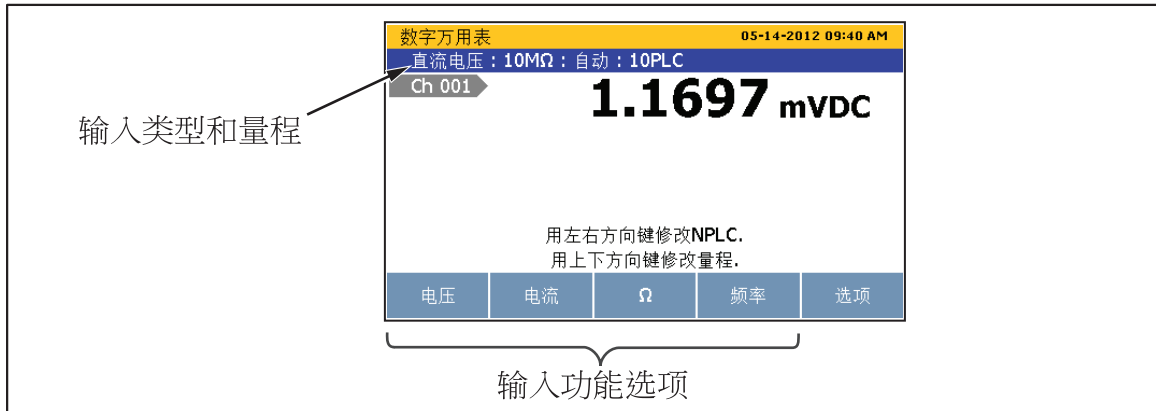 数字万用表 05-14-2012 09:40 AM
直流电压 : 10MΩ : 自动 : 10PLC
Ch 001
1.1697 mVDC
输入类型和量程
用左右方向键修改NPLC.
用上下方向键修改量程.
电压 电流 Ω 频率 选项
输入功能选项